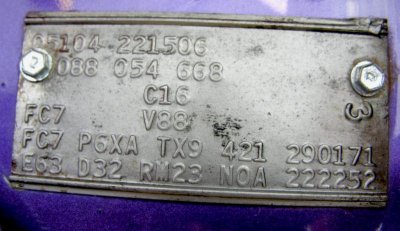 05104-221506
088 054 668
C16
FC7 V88 3
FC7 P6XA TX9 421 290171
E63 D32 RM23 N0A 222252